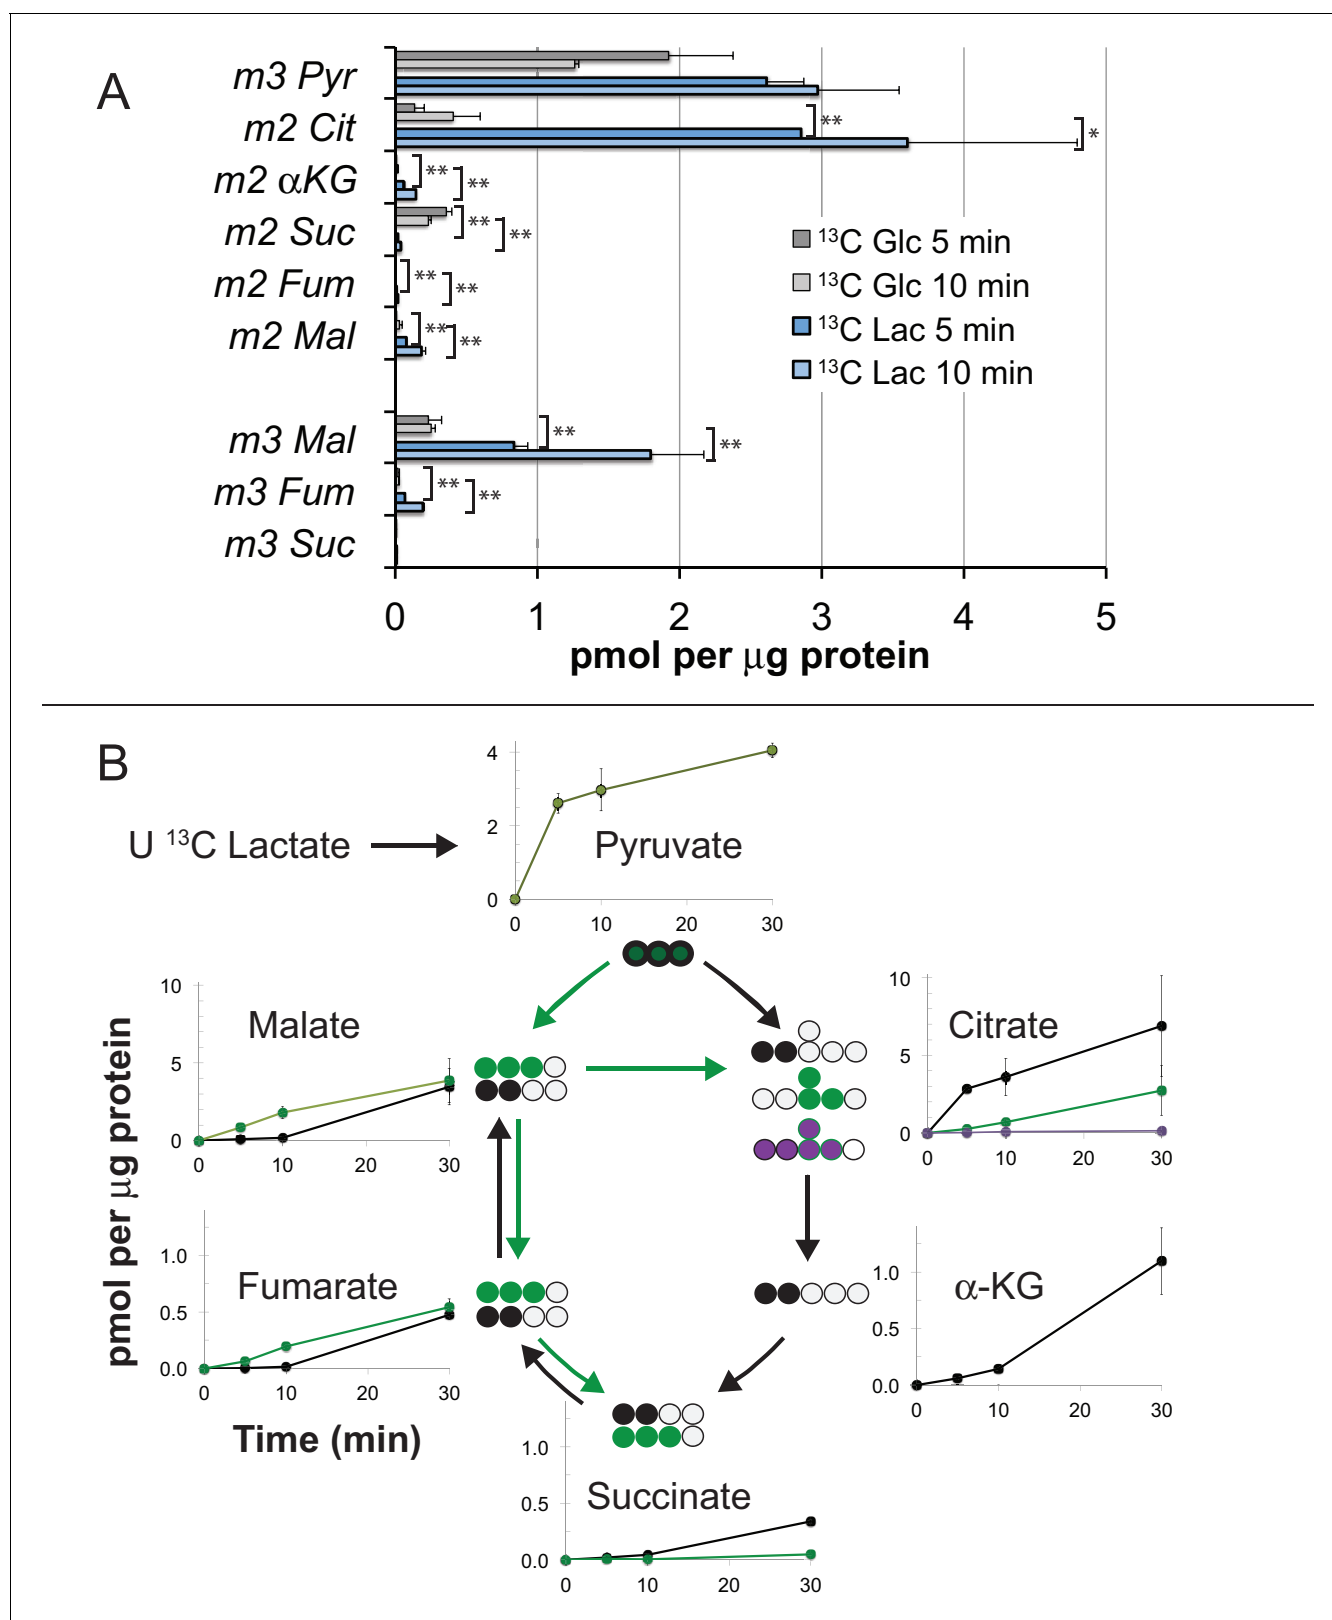 A
m3 Pyr
m2 Cit
m2 αKG
m2 Suc
m2 Fum
m2 Mal
m3 Mal
m3 Fum
m3 Suc
**
*
**
**
**
**
**
**
**
**
**
**
**
**
¹³C Glc 5 min
¹³C Glc 10 min
¹³C Lac 5 min
¹³C Lac 10 min
0 1 2 3 4 5
pmol per μg protein
B
U ¹³C Lactate
Pyruvate
4
2
0
0 10 20 30
Malate
10
5
0
0 10 20 30
Citrate
10
5
0
0 10 20 30
pmol per μg protein
Fumarate
1.0
0.5
0.0
0 10 20 30
Time (min)
α-KG
1.0
0.5
0.0
0 10 20 30
Succinate
1.0
0.5
0.0
0 10 20 30